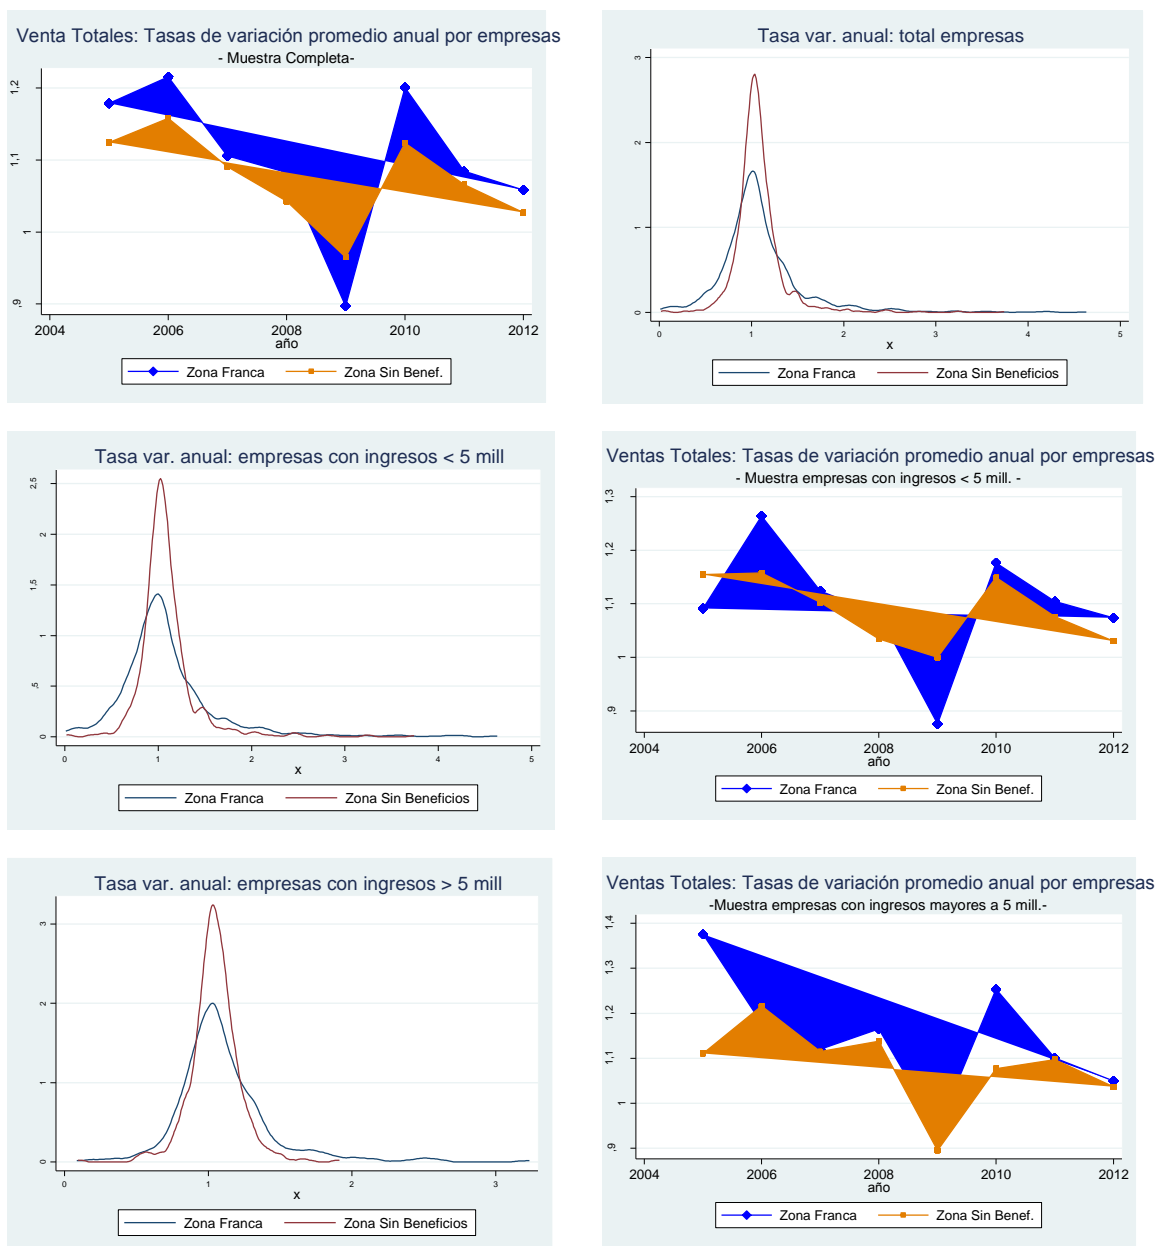 Venta Totales: Tasas de variación promedio anual por empresas
- Muestra Completa-
1,2
1,1
1
,9
2004 2006 2008 2010 2012
año
Zona Franca Zona Sin Benef.
Tasa var. anual: total empresas
3
2
1
0
0 1 2 3 4 5
x
Zona Franca Zona Sin Beneficios
Tasa var. anual: empresas con ingresos < 5 mill
2,5
2
1,5
1
,5
0
0 1 2 3 4 5
x
Zona Franca Zona Sin Beneficios
Ventas Totales: Tasas de variación promedio anual por empresas
- Muestra empresas con ingresos < 5 mill. -
1,3
1,2
1,1
1
,9
2004 2006 2008 2010 2012
año
Zona Franca Zona Sin Benef.
Tasa var. anual: empresas con ingresos > 5 mill
3
2
1
0
0 1 2 3
x
Zona Franca Zona Sin Beneficios
Ventas Totales: Tasas de variación promedio anual por empresas
-Muestra empresas con ingresos mayores a 5 mill.-
1,4
1,3
1,2
1,1
1
,9
2004 2006 2008 2010 2012
año
Zona Franca Zona Sin Benef.